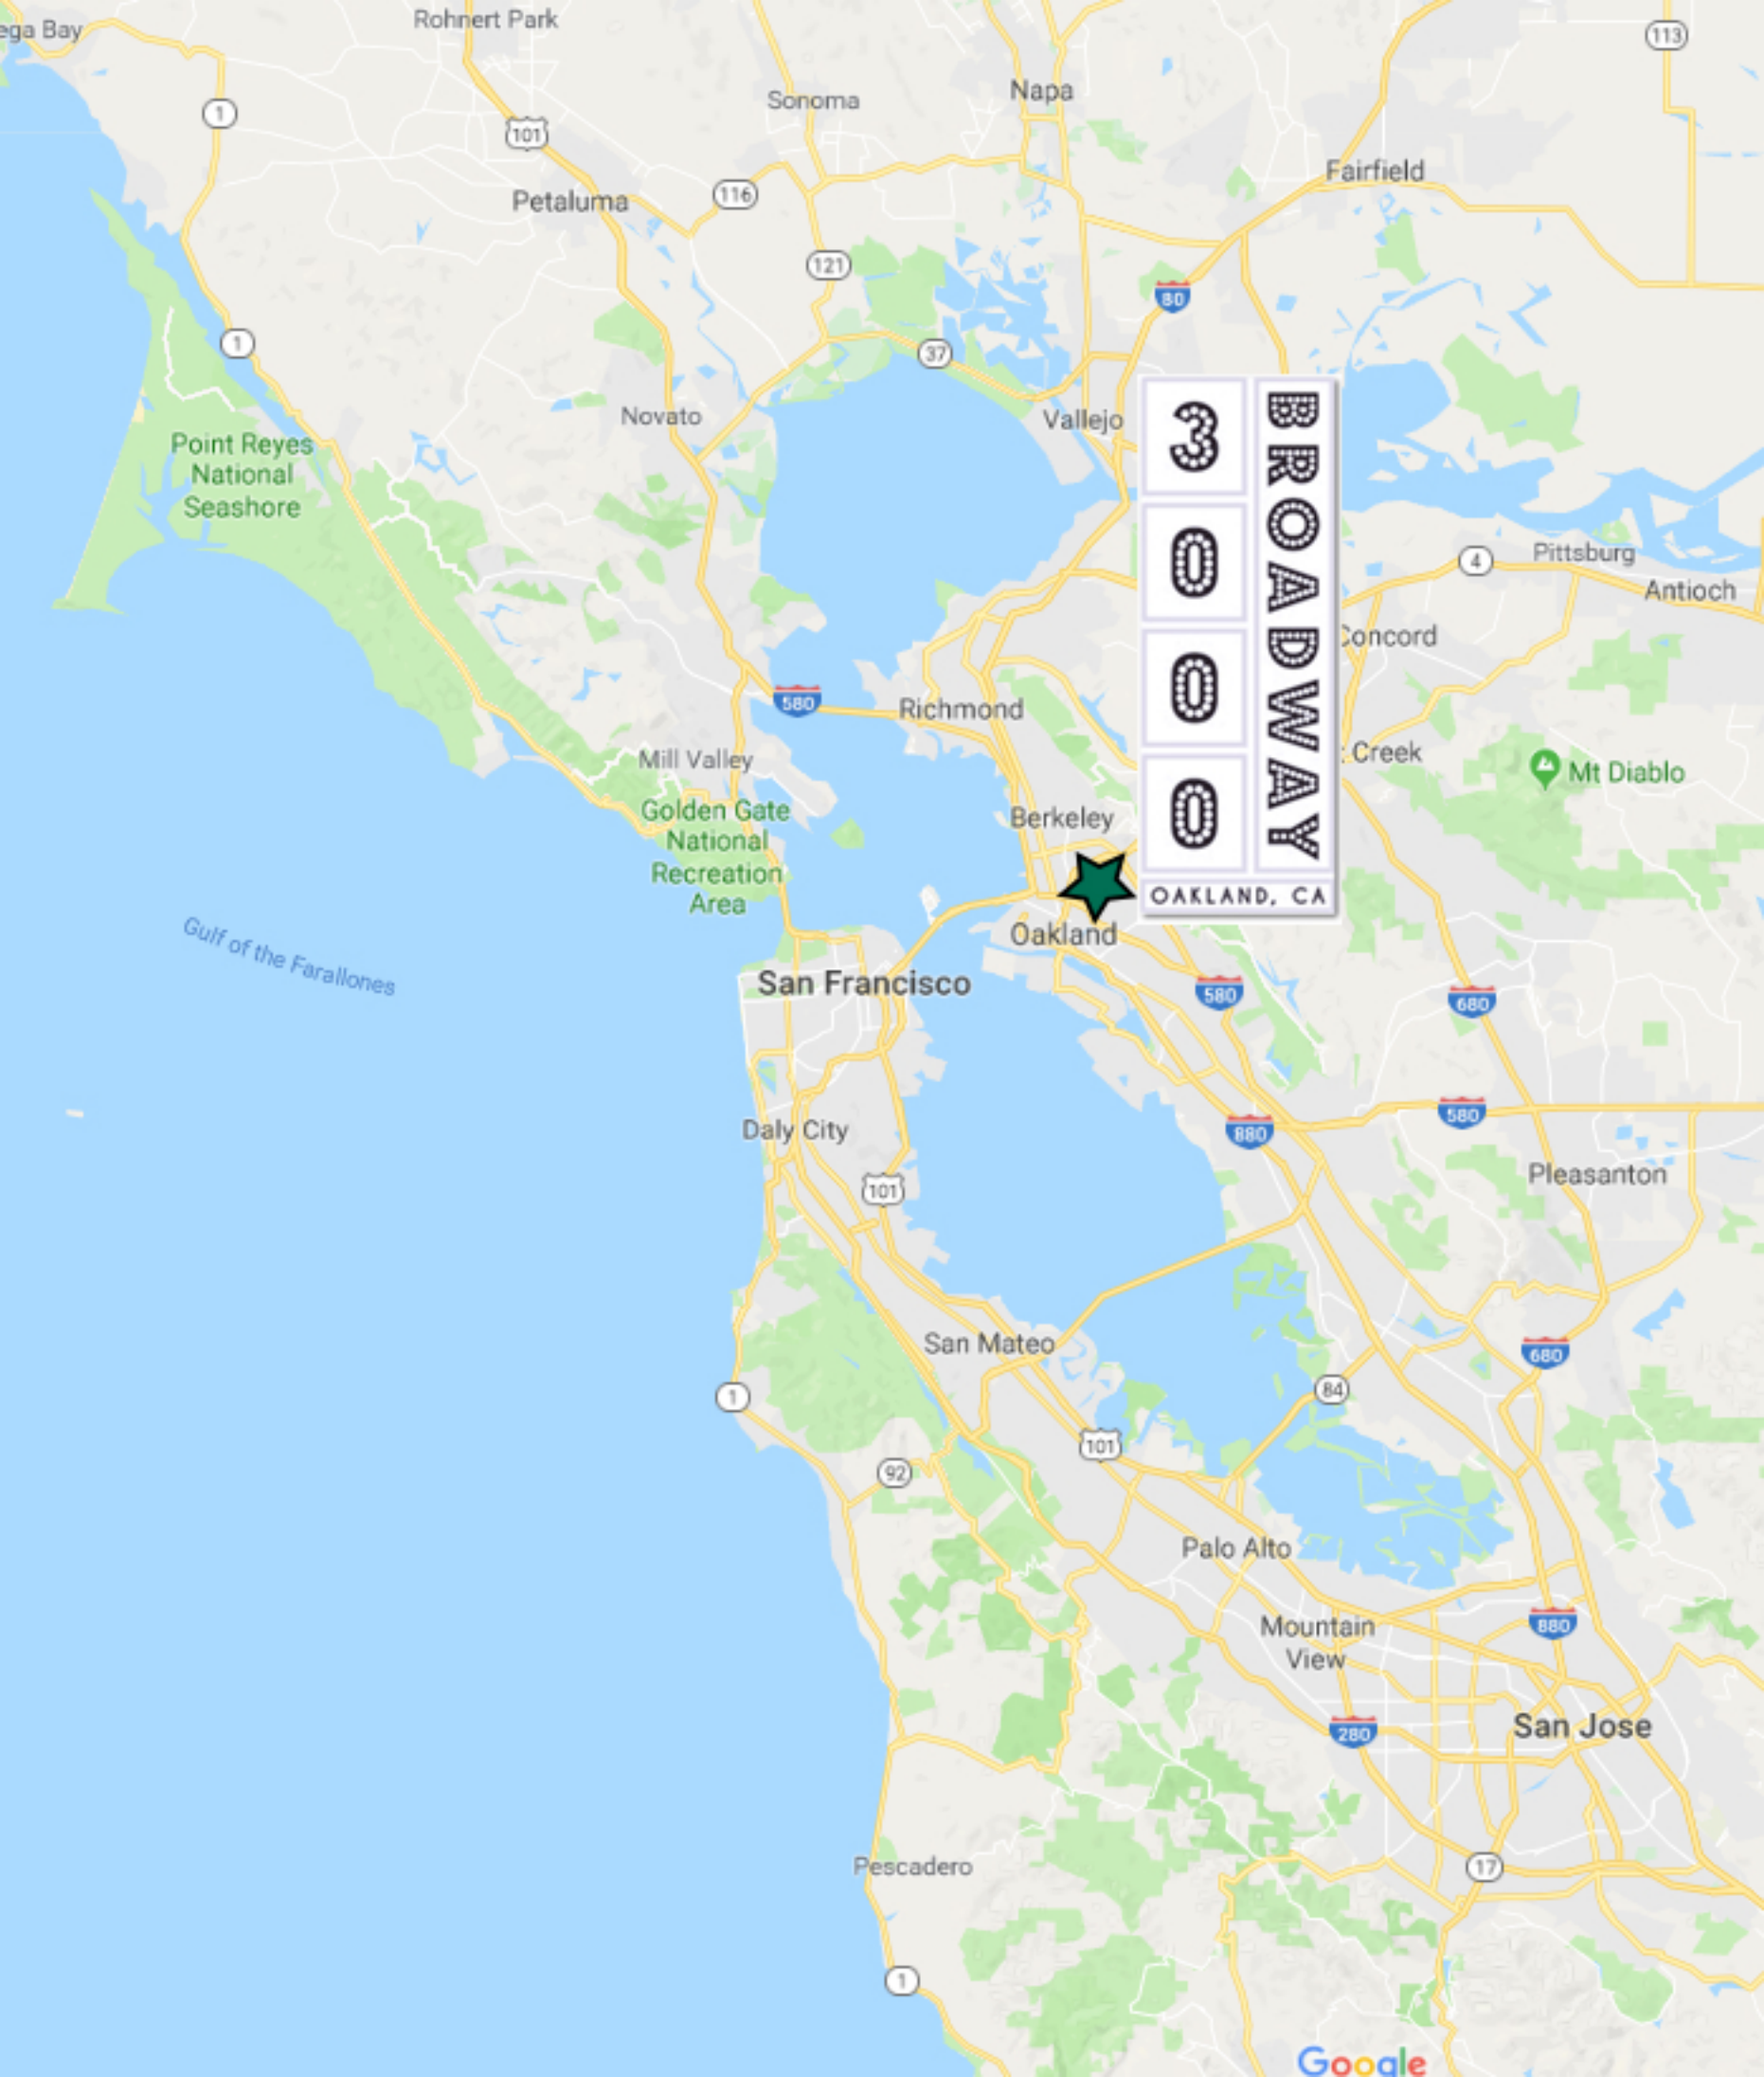 ega Bay
Rohnert Park
113
1
Sonoma
Napa
101
116
Petaluma
Fairfield
121
80
1
37
Novato
Vallejo
Point Reyes
National
Seashore
3000
BROADWAY
OAKLAND, CA
4
Pittsburg
Antioch
Concord
580
Richmond
Mill Valley
Creek
Mt Diablo
Golden Gate
National
Recreation
Area
Berkeley
Oakland
Gulf of the Farallones
San Francisco
580
680
Daly City
880
580
101
Pleasanton
San Mateo
680
1
84
101
92
Palo Alto
Mountain
View
880
280
San Jose
Pescadero
17
1
Google